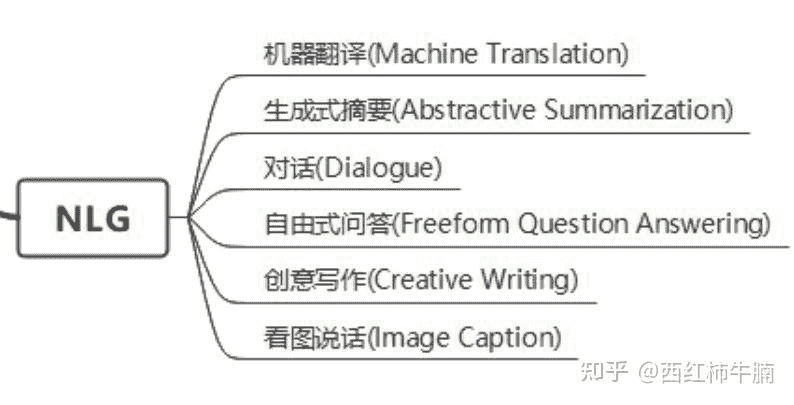 机器翻译(Machine Translation)
生成式摘要(Abstractive Summarization)
对话(Dialogue)
NLG
自由式问答(Freeform Question Answering)
创意写作(Creative Writing)
看图说话(Image Caption)
知乎 @西红柿牛腩